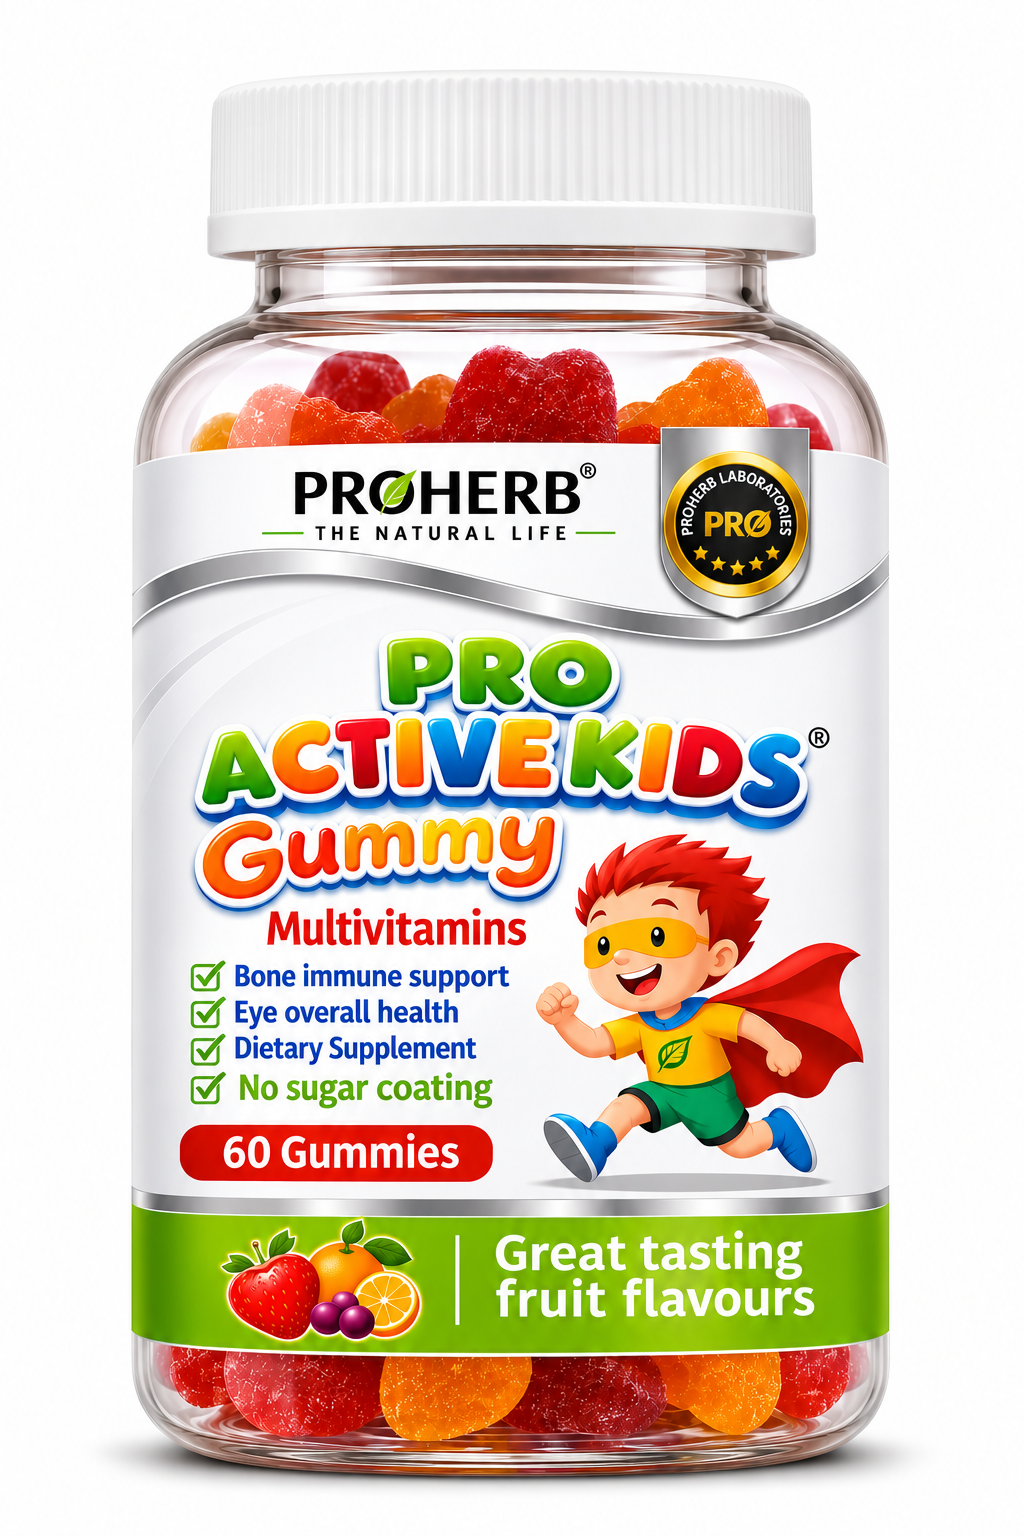 PROHERB®
THE NATURAL LIFE
PROHERB LABORATORIES
PRO
PRO
ACTIVE KIDS®
Gummy
Multivitamins
Bone immune support
Eye overall health
Dietary Supplement
No sugar coating
60 Gummies
Great tasting
fruit flavours